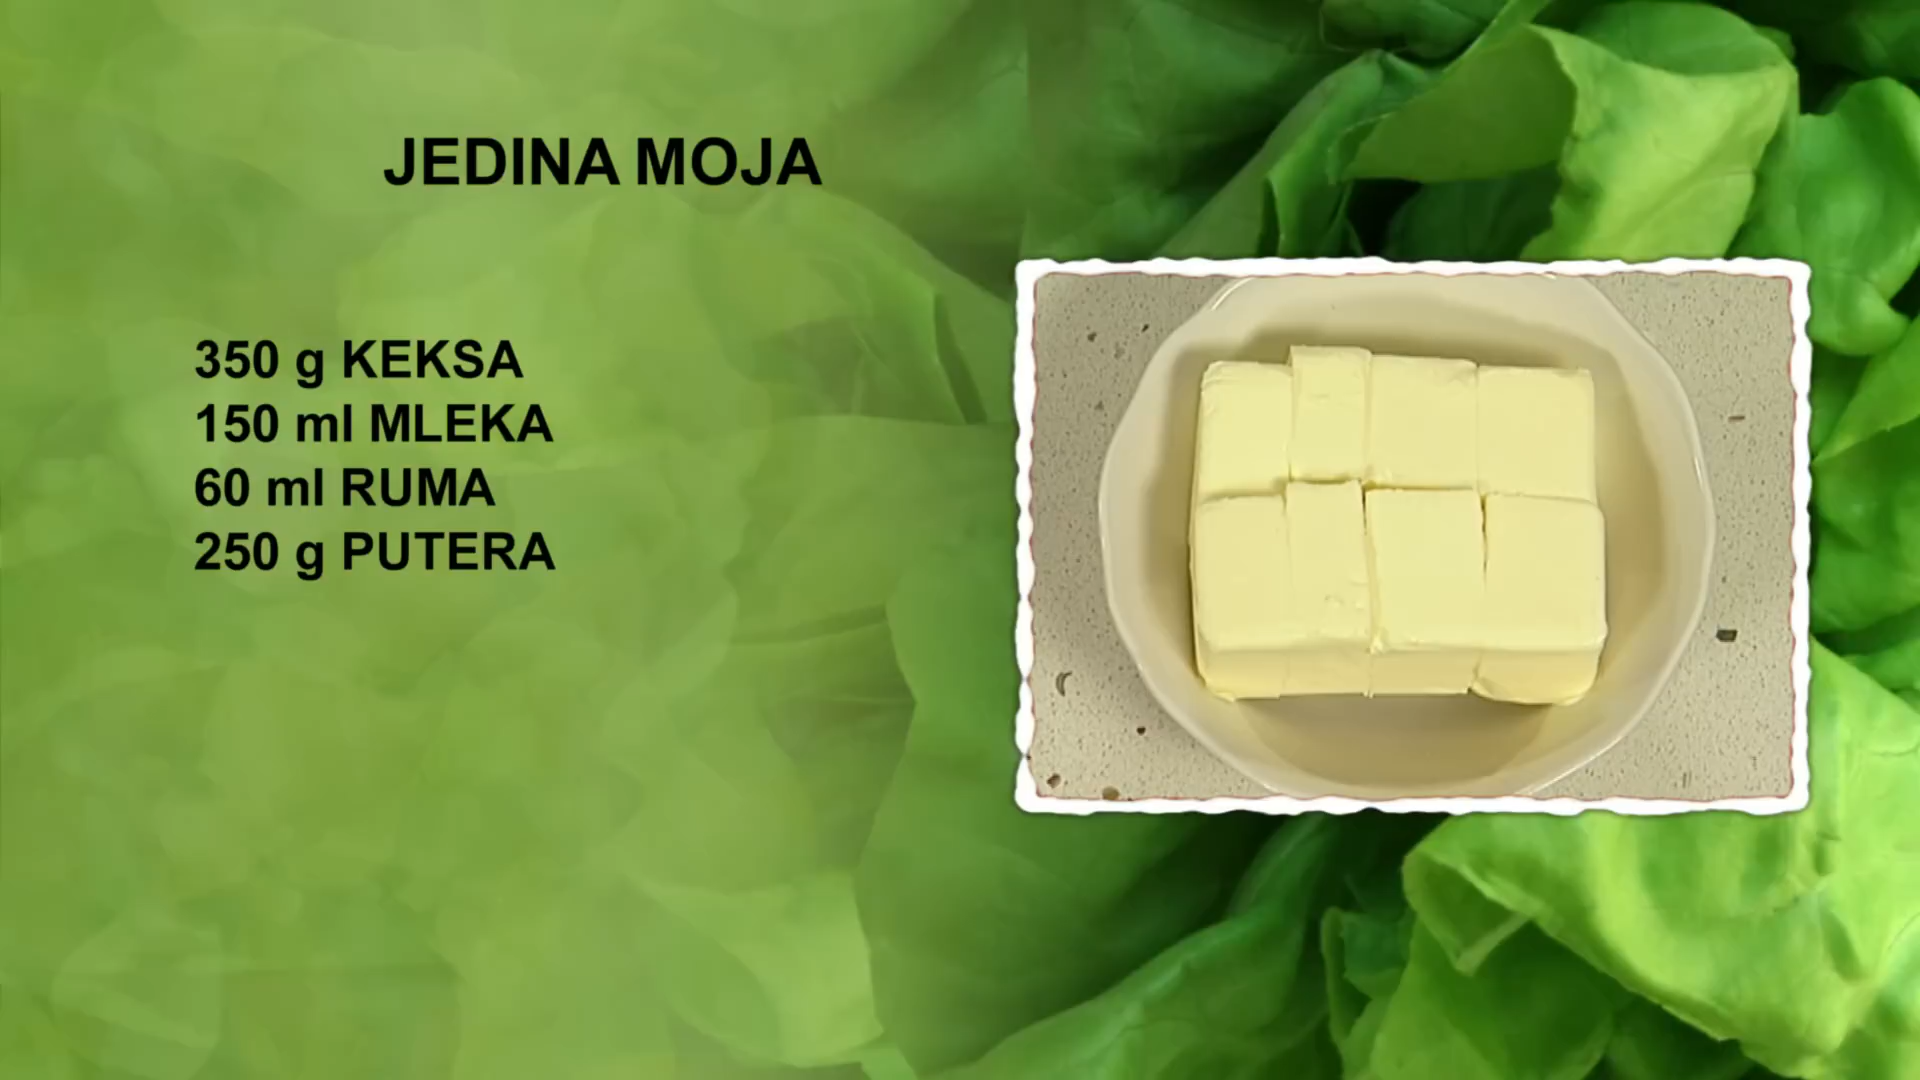 JEDINA MOJA
350 g KEKSA
150 ml MLEKA
60 ml RUMA
250 g PUTERA